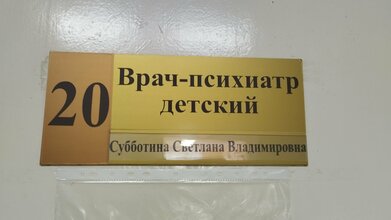 20
Врач-психиатр
детский
Субботина Светлана Владимировна